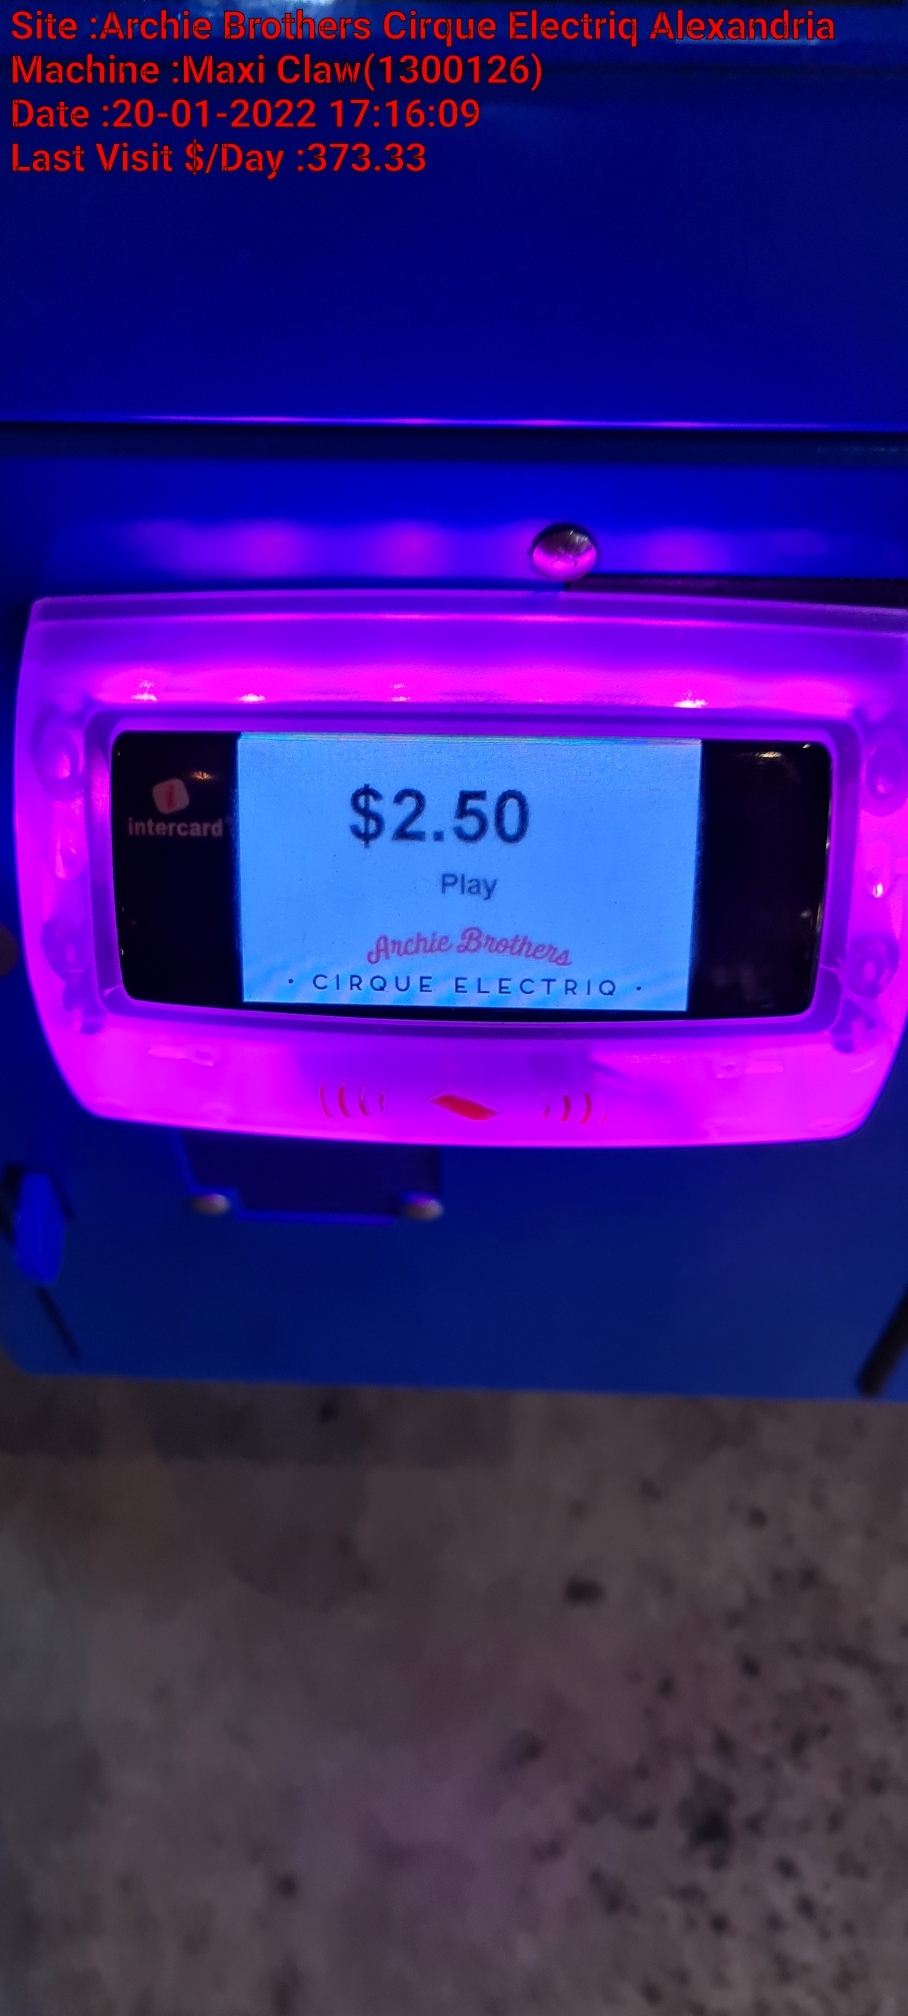 Site :Archie Brothers Cirque Electriq Alexandria
Machine :Maxi Claw(1300126)
Date :20-01-2022 17:16:09
Last Visit $/Day :373.33
$2.50
intercard
Play
Archie Brothers
· CIRQUE ELECTRIQ ·